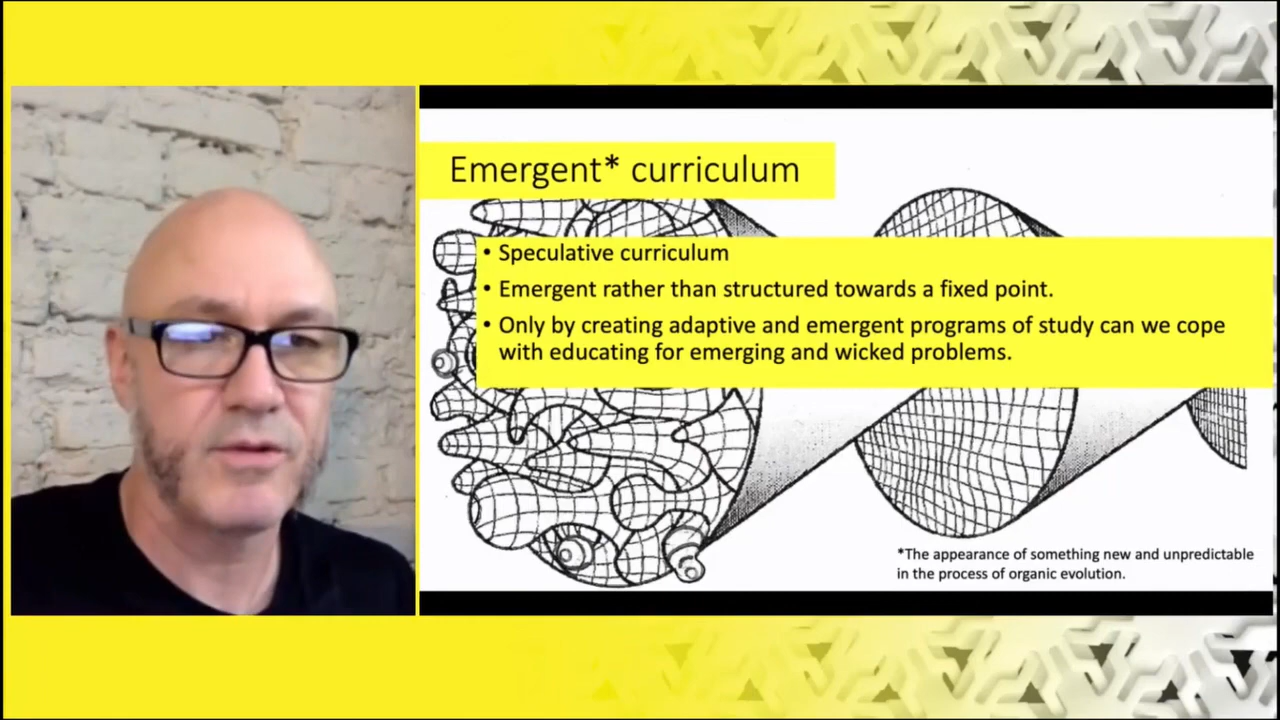 Emergent* curriculum
• Speculative curriculum
• Emergent rather than structured towards a fixed point.
• Only by creating adaptive and emergent programs of study can we cope
with educating for emerging and wicked problems.
*The appearance of something new and unpredictable
in the process of organic evolution.